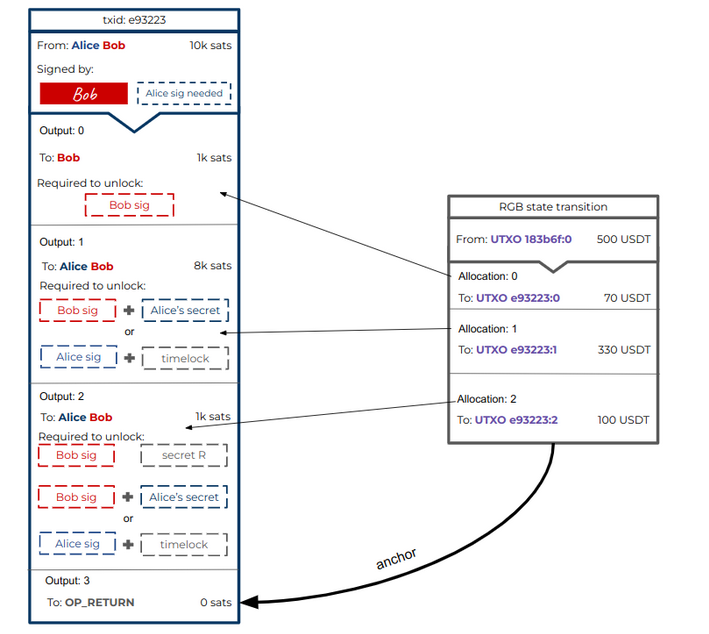 txid: e93223
From: Alice Bob 10k sats
Signed by:
Bob Alice sig needed
Output: 0
To: Bob 1k sats
Required to unlock:
Bob sig
Output: 1
To: Alice Bob 8k sats
Required to unlock:
Bob sig + Alice's secret
or
Alice sig + timelock
Output: 2
To: Alice Bob 1k sats
Required to unlock:
Bob sig secret R
Bob sig + Alice's secret
or
Alice sig + timelock
Output: 3
To: OP_RETURN 0 sats
RGB state transition
From: UTXO 183b6f:0 500 USDT
Allocation: 0
To: UTXO e93223:0 70 USDT
Allocation: 1
To: UTXO e93223:1 330 USDT
Allocation: 2
To: UTXO e93223:2 100 USDT
anchor